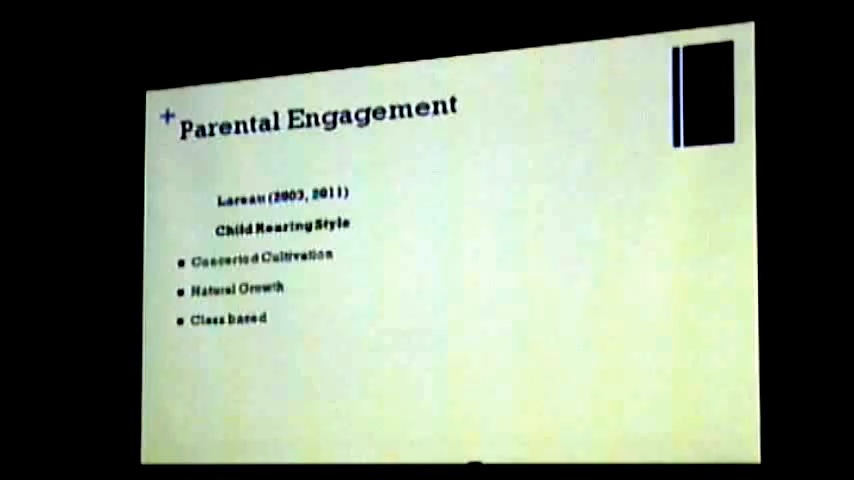 +
Parental Engagement
Lareau (2003, 2011)
Child Rearing Style
• Concerted Cultivation
• Natural Growth
• Class based